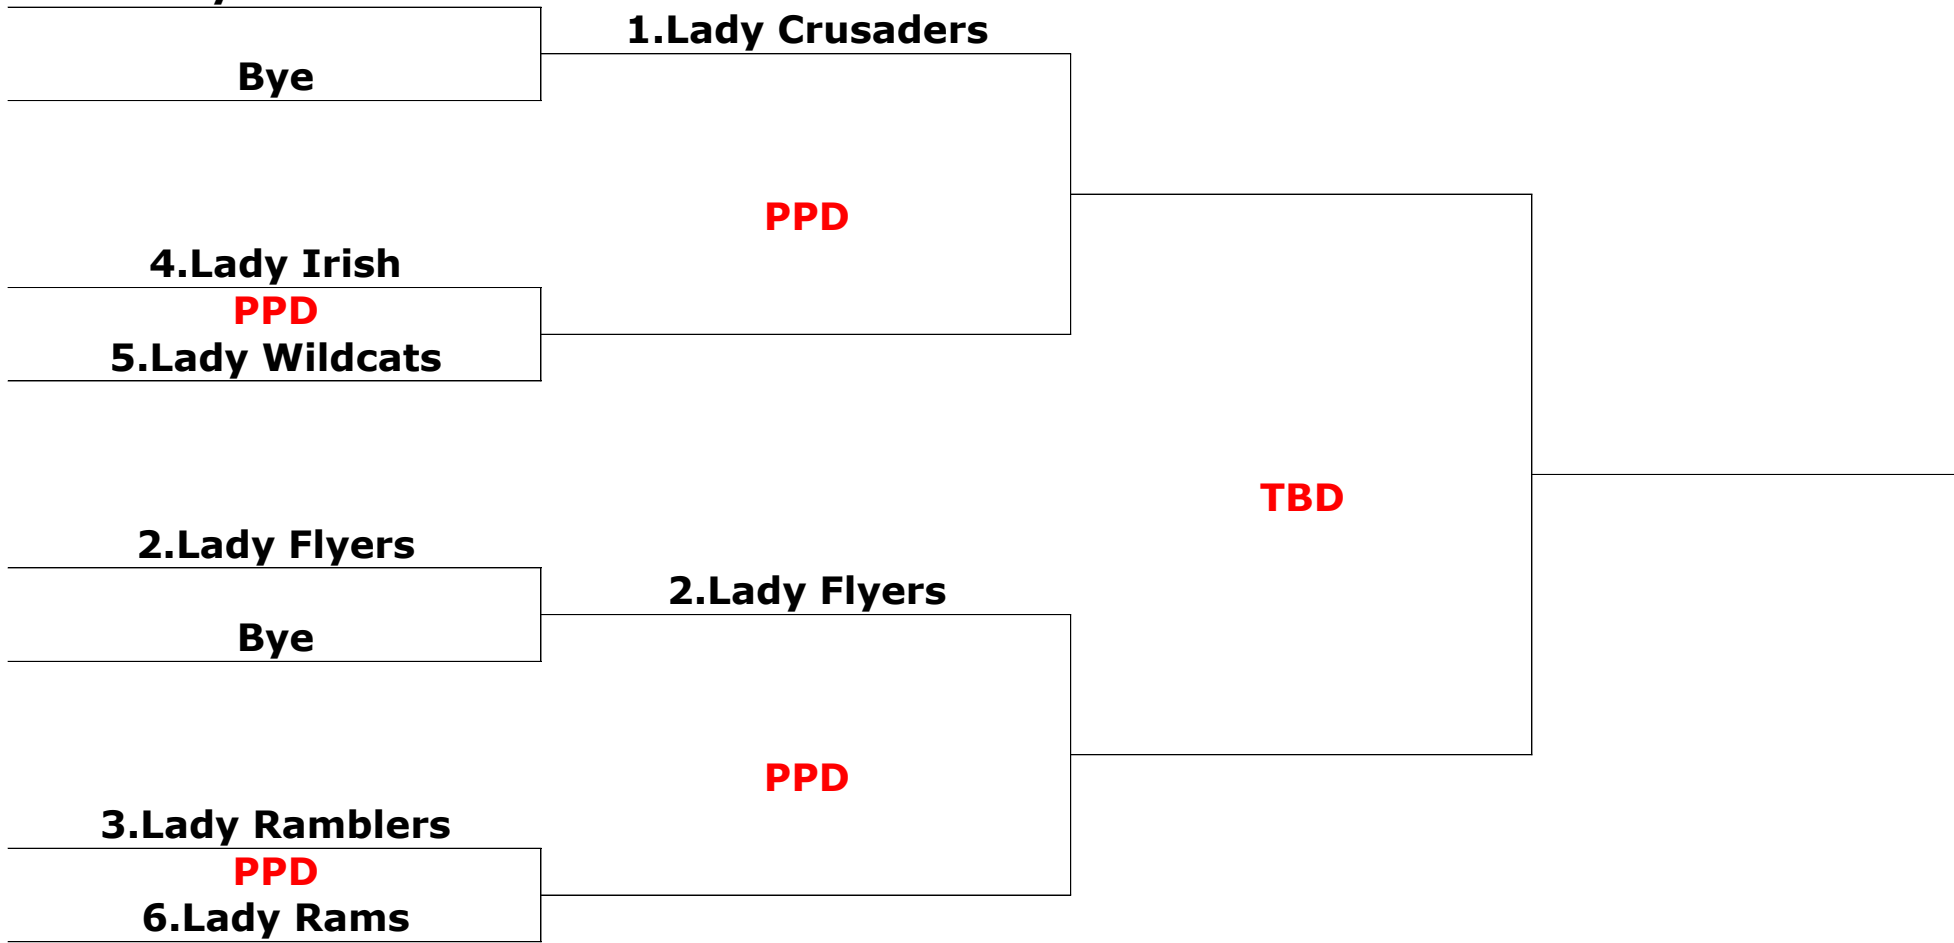 1.Lady Crusaders
Bye
PPD
4.Lady Irish
PPD
5.Lady Wildcats
TBD
2.Lady Flyers
2.Lady Flyers
Bye
PPD
3.Lady Ramblers
PPD
6.Lady Rams